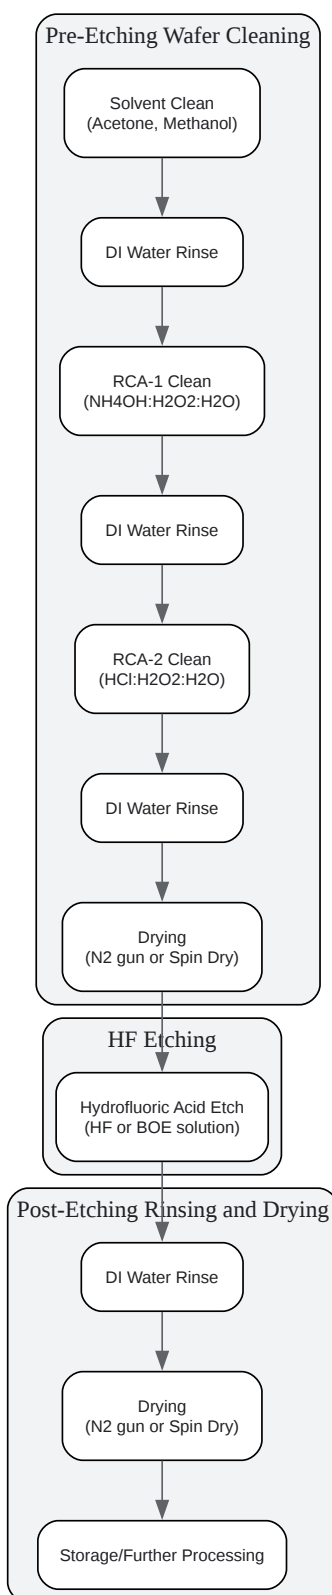 Pre-Etching Wafer Cleaning
Solvent Clean
(Acetone, Methanol)
DI Water Rinse
RCA-1 Clean
(NH4OH:H2O2:H2O)
DI Water Rinse
RCA-2 Clean
(HCl:H2O2:H2O)
DI Water Rinse
Drying
(N2 gun or Spin Dry)
HF Etching
Hydrofluoric Acid Etch
(HF or BOE solution)
Post-Etching Rinsing and Drying
DI Water Rinse
Drying
(N2 gun or Spin Dry)
Storage/Further Processing